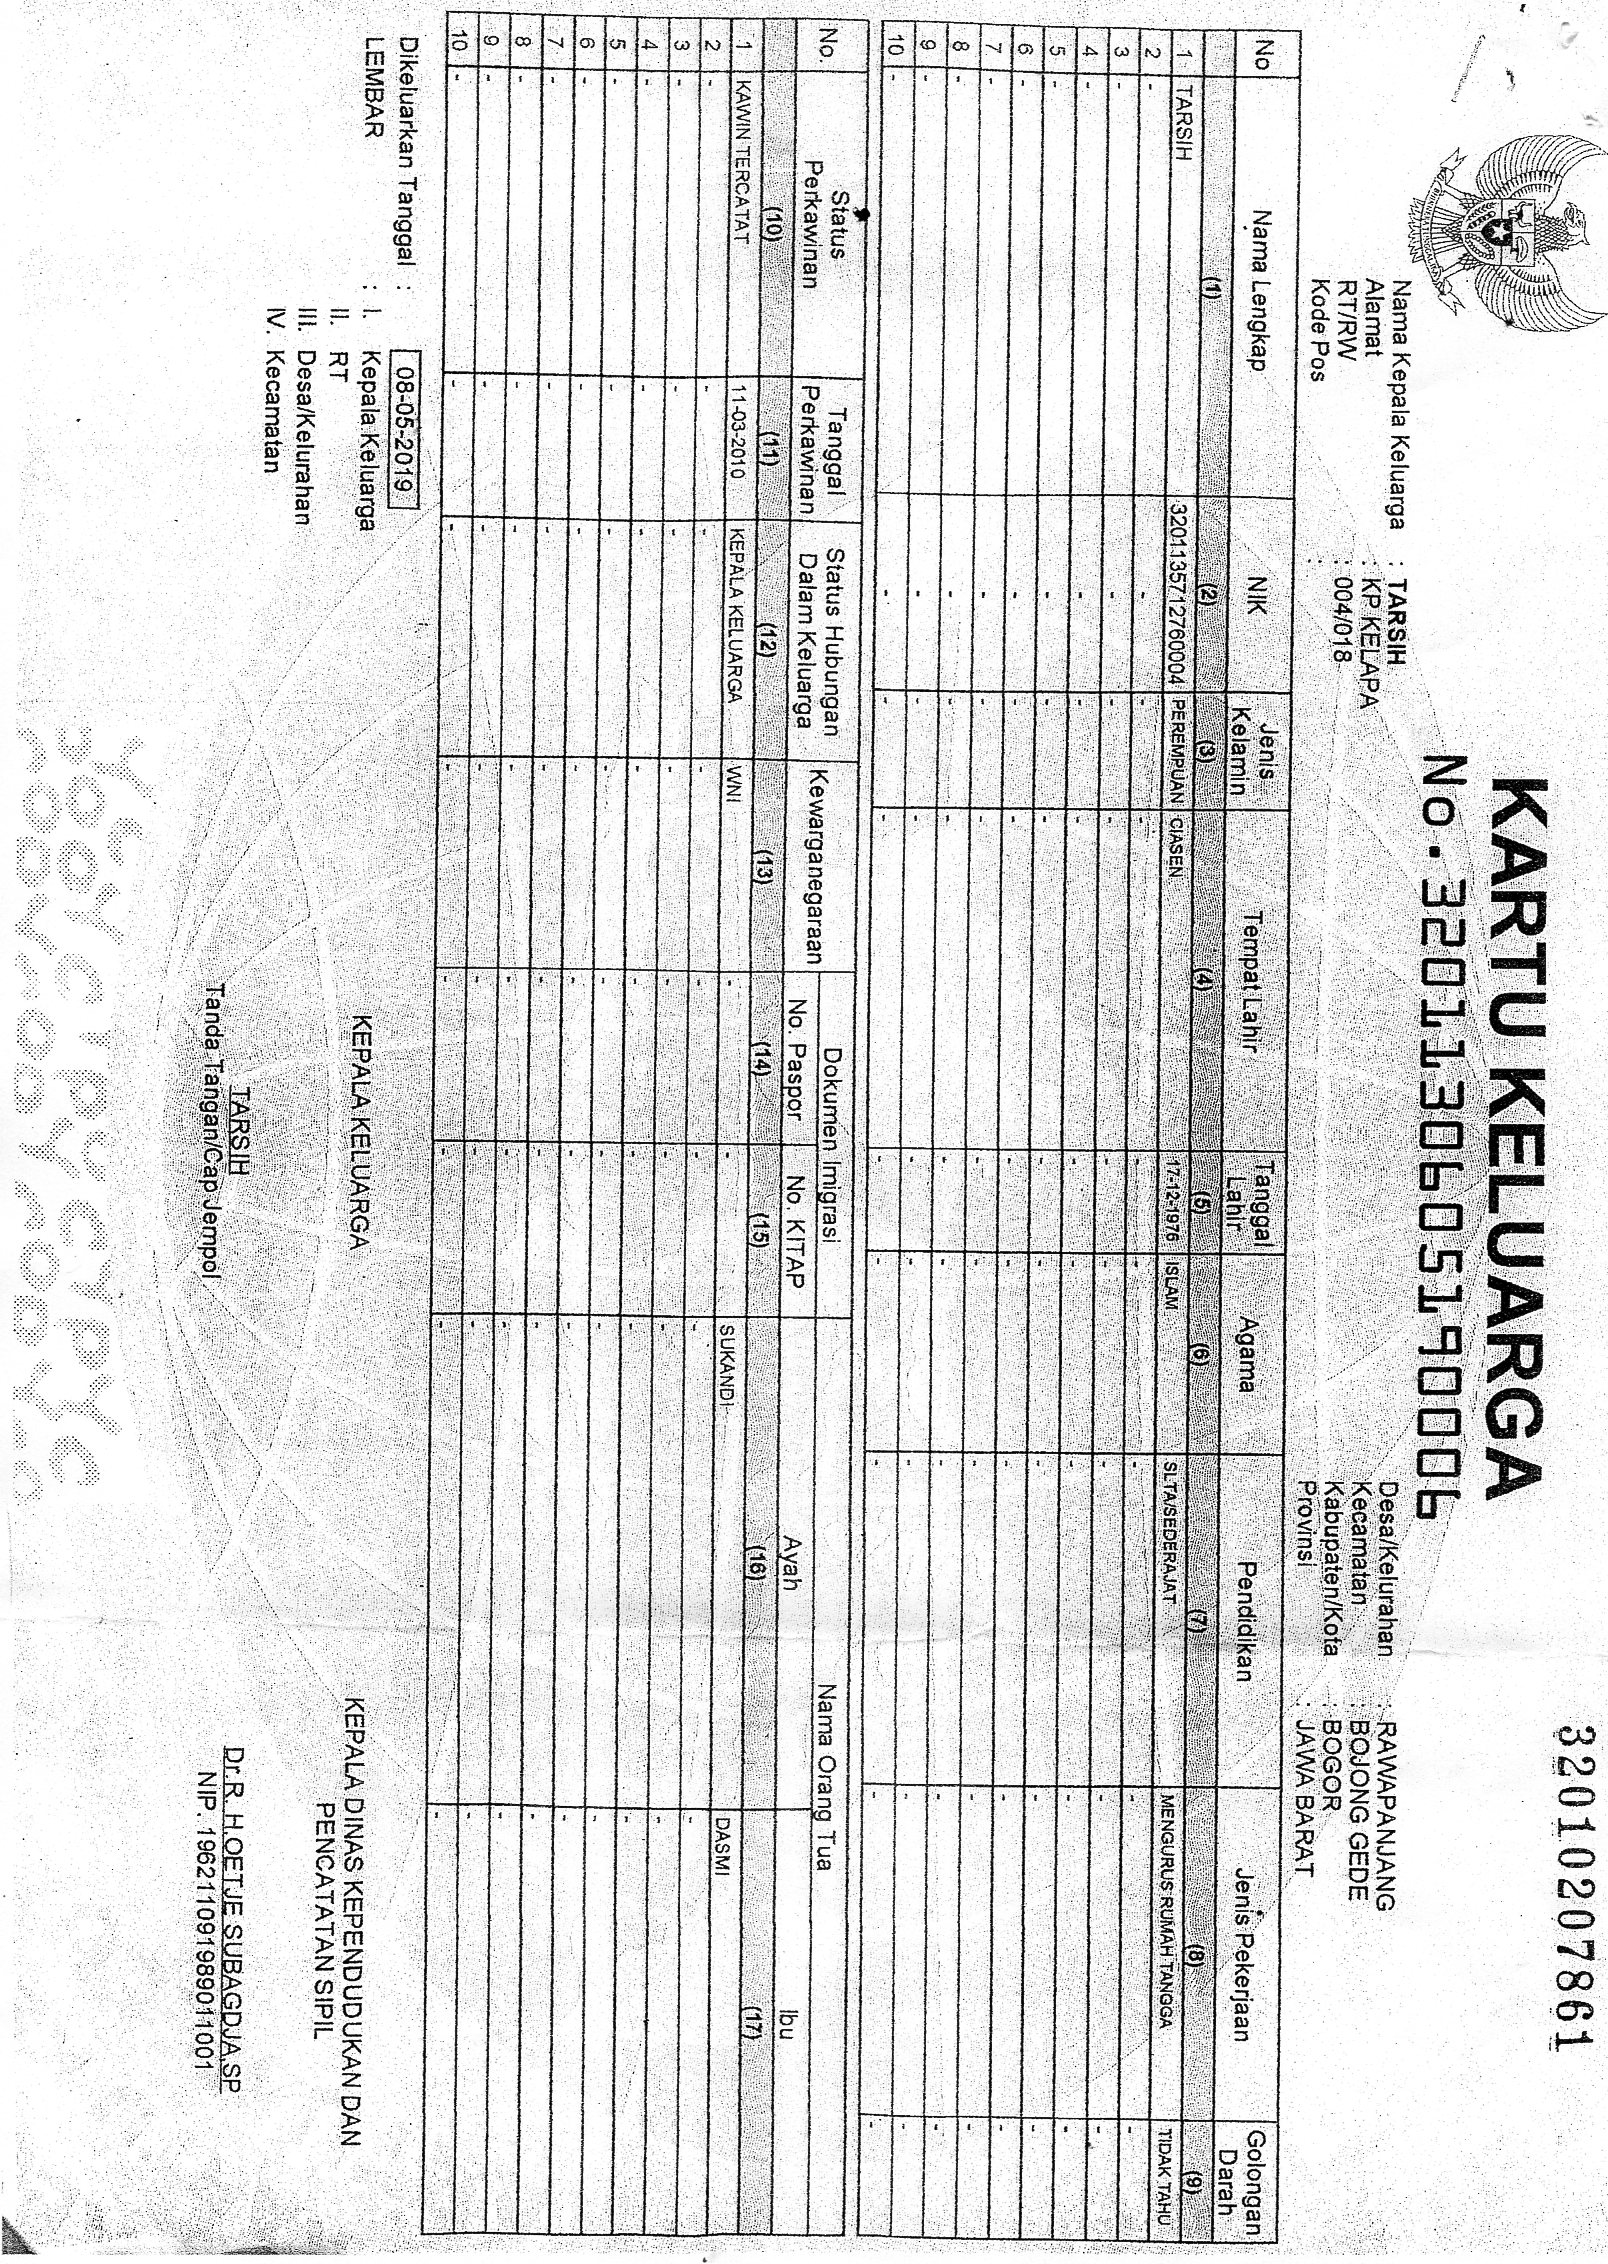 320102078 61
KARTU KELUARGA
No. 3201130605190006
Nama Kepala Keluarga : TARSIH
Alamat : KP KELAPA
RT/RW : 004/018
Kode Pos :
Desa/Kelurahan : RAWAPANJANG
Kecamatan : BOJONG GEDE
Kabupaten/Kota : BOGOR
Provinsi : JAWA BARAT
No Nama Lengkap NIK Jenis Kelamin Tempat Lahir Tanggal Lahir Agama Pendidikan Jenis Pekerjaan Golongan Darah
(1) (2) (3) (4) (5) (6) (7) (8) (9)
1 TARSIH 3201135712760004 PEREMPUAN CIASEN 17-12-1976 ISLAM SLTA/SEDERAJAT MENGURUS RUMAH TANGGA TIDAK TAHU
2 - - - - - - - - -
3 - - - - - - - - -
4 - - - - - - - - -
5 - - - - - - - - -
6 - - - - - - - - -
7 - - - - - - - - -
8 - - - - - - - - -
9 - - - - - - - - -
10 - - - - - - - - -
No. Status Perkawinan Tanggal Perkawinan Status Hubungan Dalam Keluarga Kewarganegaraan Dokumen Imigrasi Nama Orang Tua
No. Paspor No. KITAP Ayah Ibu
(10) (11) (12) (13) (14) (15) (16) (17)
1 KAWIN TERCATAT 11-03-2010 KEPALA KELUARGA WNI - - SUKANDI DASMI
2 - - - - - - - -
3 - - - - - - - -
4 - - - - - - - -
5 - - - - - - - -
6 - - - - - - - -
7 - - - - - - - -
8 - - - - - - - -
9 - - - - - - - -
10 - - - - - - - -
Dikeluarkan Tanggal : 08-05-2019
LEMBAR : I. Kepala Keluarga
II. RT
III. Desa/Kelurahan
IV. Kecamatan
KEPALA KELUARGA
TARSIH
Tanda Tangan/Cap Jempol
KEPALA DINAS KEPENDUDUKAN DAN
PENCATATAN SIPIL
Dr.R. H.OETJE SUBAGDJA,SP
NIP. 196211091989011001